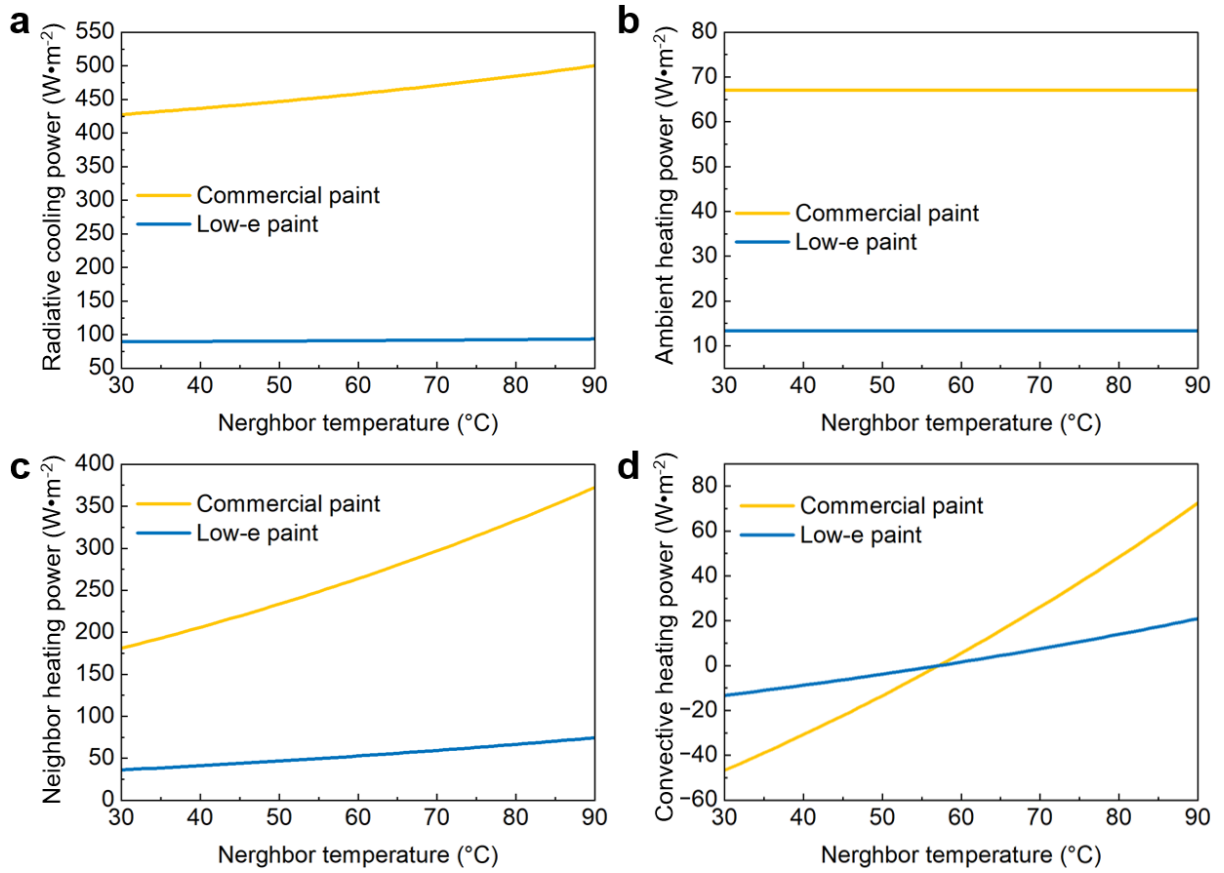 a
550
500
450
400
350
300
250
200
150
100
50
Radiative cooling power (W•m⁻²)
Commercial paint
Low-e paint
30 40 50 60 70 80 90
Nerghbor temperature (°C)
b
80
70
60
50
40
30
20
10
Ambient heating power (W•m⁻²)
Commercial paint
Low-e paint
30 40 50 60 70 80 90
Nerghbor temperature (°C)
c
400
350
300
250
200
150
100
50
0
Neighbor heating power (W•m⁻²)
Commercial paint
Low-e paint
30 40 50 60 70 80 90
Nerghbor temperature (°C)
d
80
60
40
20
0
−20
−40
−60
Convective heating power (W•m⁻²)
Commercial paint
Low-e paint
30 40 50 60 70 80 90
Nerghbor temperature (°C)